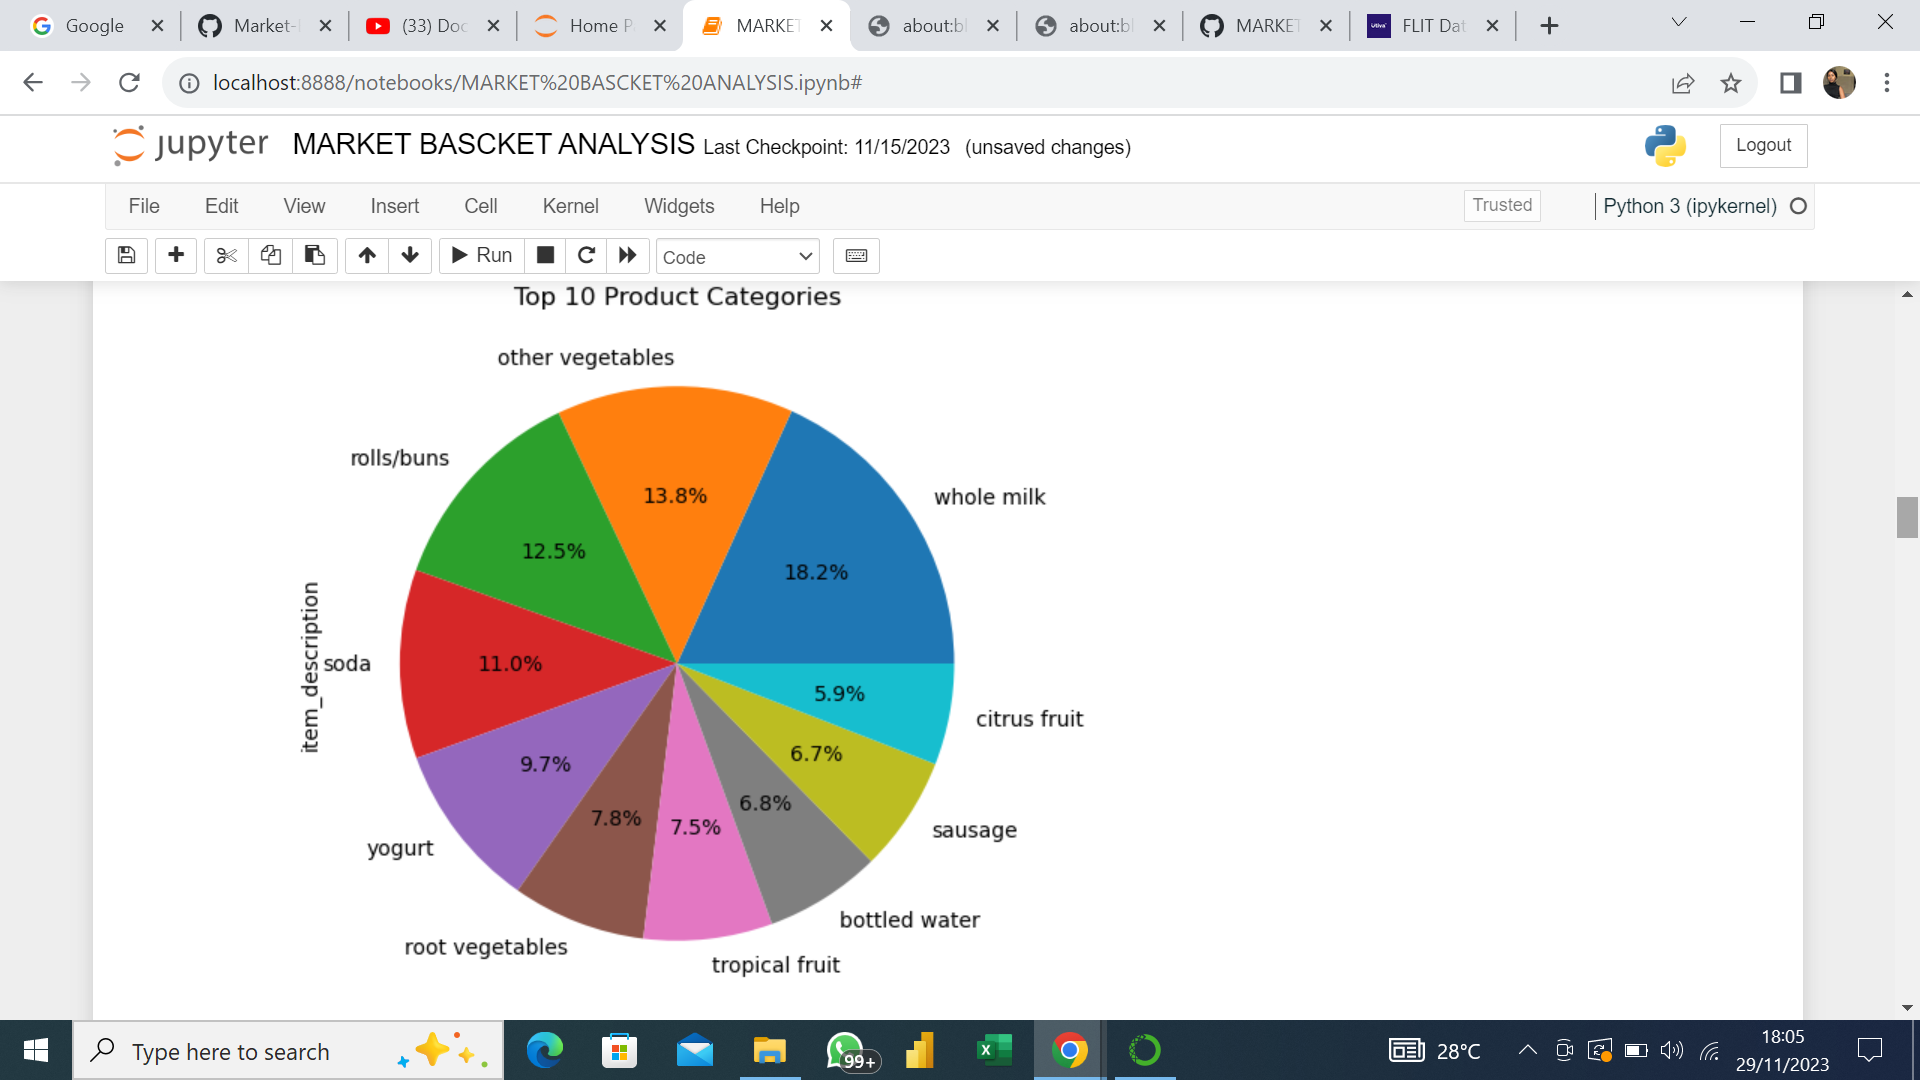 Google
Market-
(33) Doc
Home P
MARKET
about:bl
about:bl
MARKET
FLIT Dat
localhost:8888/notebooks/MARKET%20BASCKET%20ANALYSIS.ipynb#
jupyter MARKET BASCKET ANALYSIS Last Checkpoint: 11/15/2023 (unsaved changes)
Logout
File Edit View Insert Cell Kernel Widgets Help
Trusted
Python 3 (ipykernel)
Run
Code
Top 10 Product Categories
other vegetables
rolls/buns
whole milk
13.8%
12.5%
18.2%
item_description
soda
11.0%
5.9%
citrus fruit
9.7%
6.7%
7.8%
7.5%
6.8%
yogurt
sausage
root vegetables
bottled water
tropical fruit
Type here to search
99+
28°C
18:05
29/11/2023